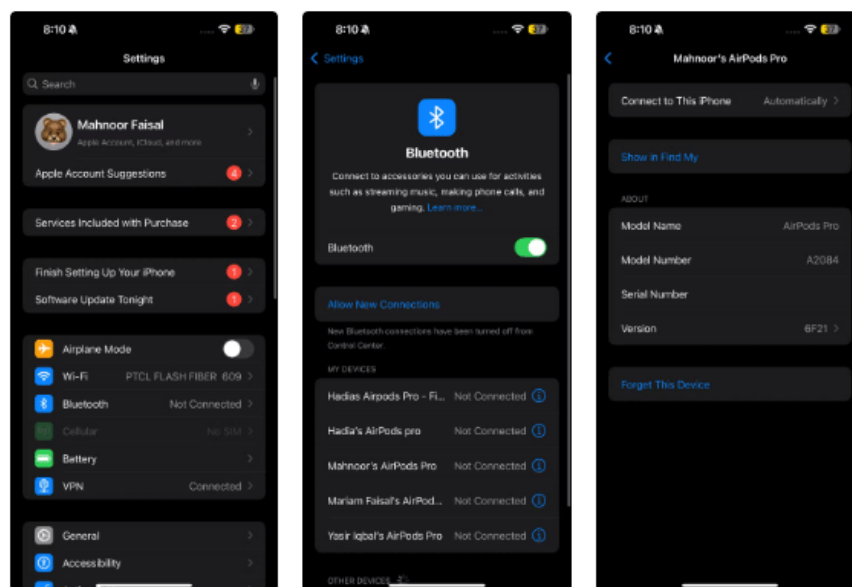 8:10
37
Settings
Search
Mahnoor Faisal
Apple Account, iCloud, and more
Apple Account Suggestions 4
Services Included with Purchase 2
Finish Setting Up Your iPhone 1
Software Update Tonight 1
Airplane Mode
Wi-Fi PTCL FLASH FIBER 609
Bluetooth Not Connected
Cellular No SIM
Battery
VPN Connected
General
Accessibility
8:10
37
Settings
Bluetooth
Connect to accessories you can use for activities
such as streaming music, making phone calls, and
gaming. Learn more...
Bluetooth
Allow New Connections
New Bluetooth connections have been turned off from
Control Center.
MY DEVICES
Hadias Airpods Pro - Fi... Not Connected
Hadia's AirPods pro Not Connected
Mahnoor's AirPods Pro Not Connected
Mariam Faisal's AirPod... Not Connected
Yasir Iqbal's AirPods Pro Not Connected
OTHER DEVICES
8:10
37
Mahnoor's AirPods Pro
Connect to This iPhone Automatically
Show in Find My
ABOUT
Model Name AirPods Pro
Model Number A2084
Serial Number
Version 6F21
Forget This Device